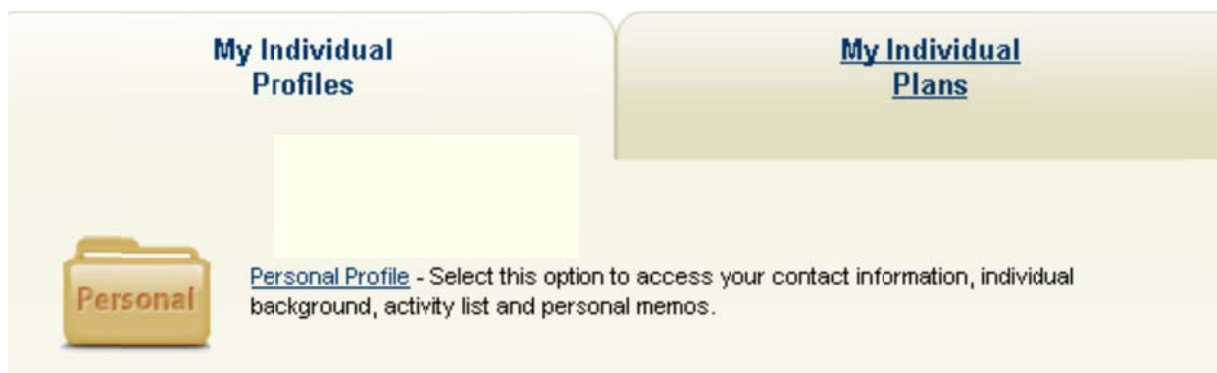 My Individual
Profiles
My Individual
Plans
Personal
Personal Profile - Select this option to access your contact information, individual
background, activity list and personal memos.